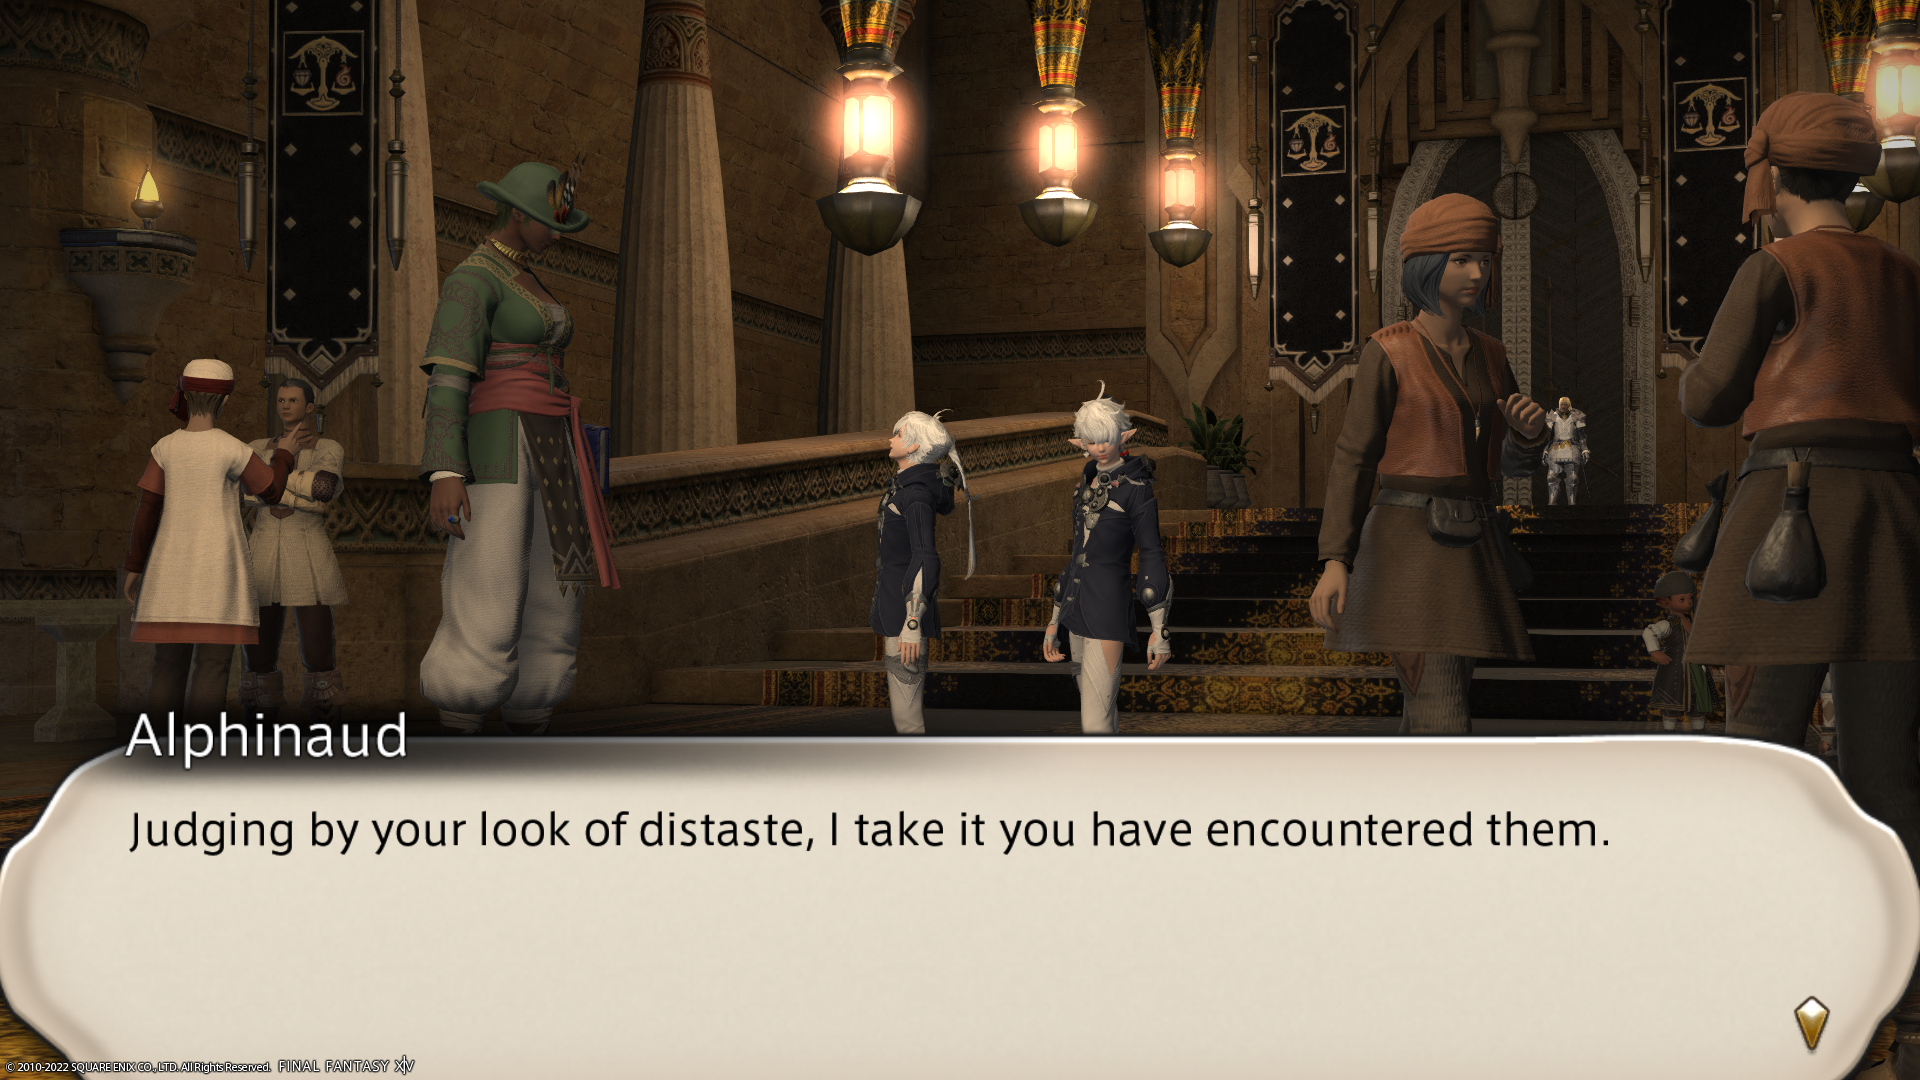 Alphinaud
Judging by your look of distaste, I take it you have encountered them.
© 2010-2022 SQUARE ENIX CO., LTD. All Rights Reserved. FINAL FANTASY XIV